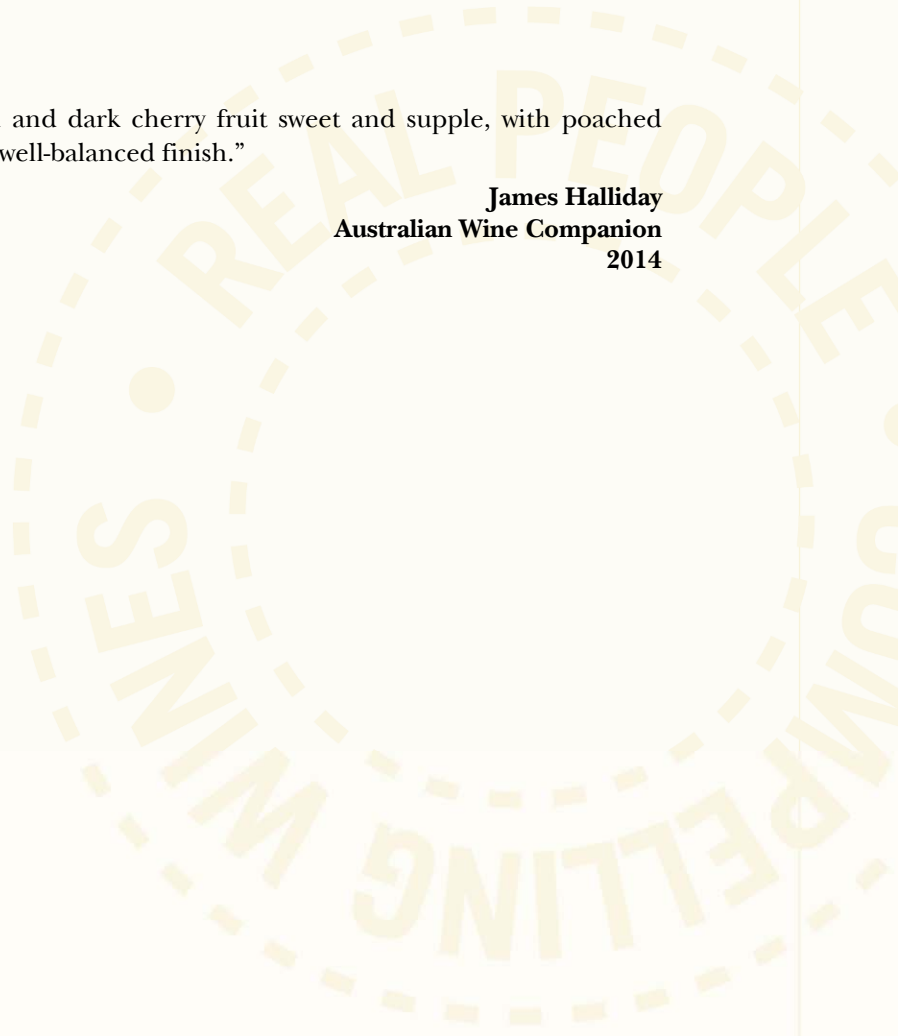 and dark cherry fruit sweet and supple, with poached
well-balanced finish.”
James Halliday
Australian Wine Companion
2014
REAL PEOPLE • COMPELLING WINES •